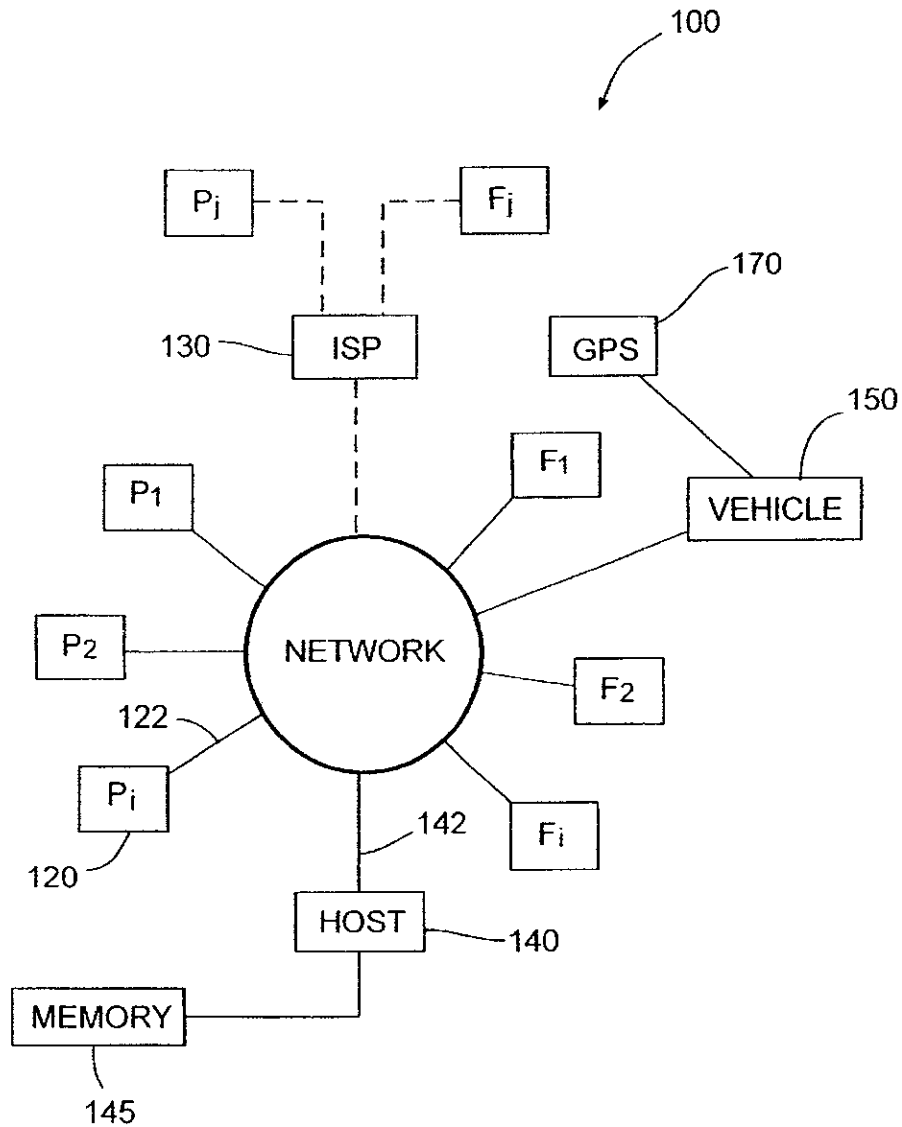 100
Pj
Fj
170
130
ISP
GPS
150
P1
F1
VEHICLE
P2
NETWORK
F2
122
Pi
142
Fi
120
HOST
140
MEMORY
145